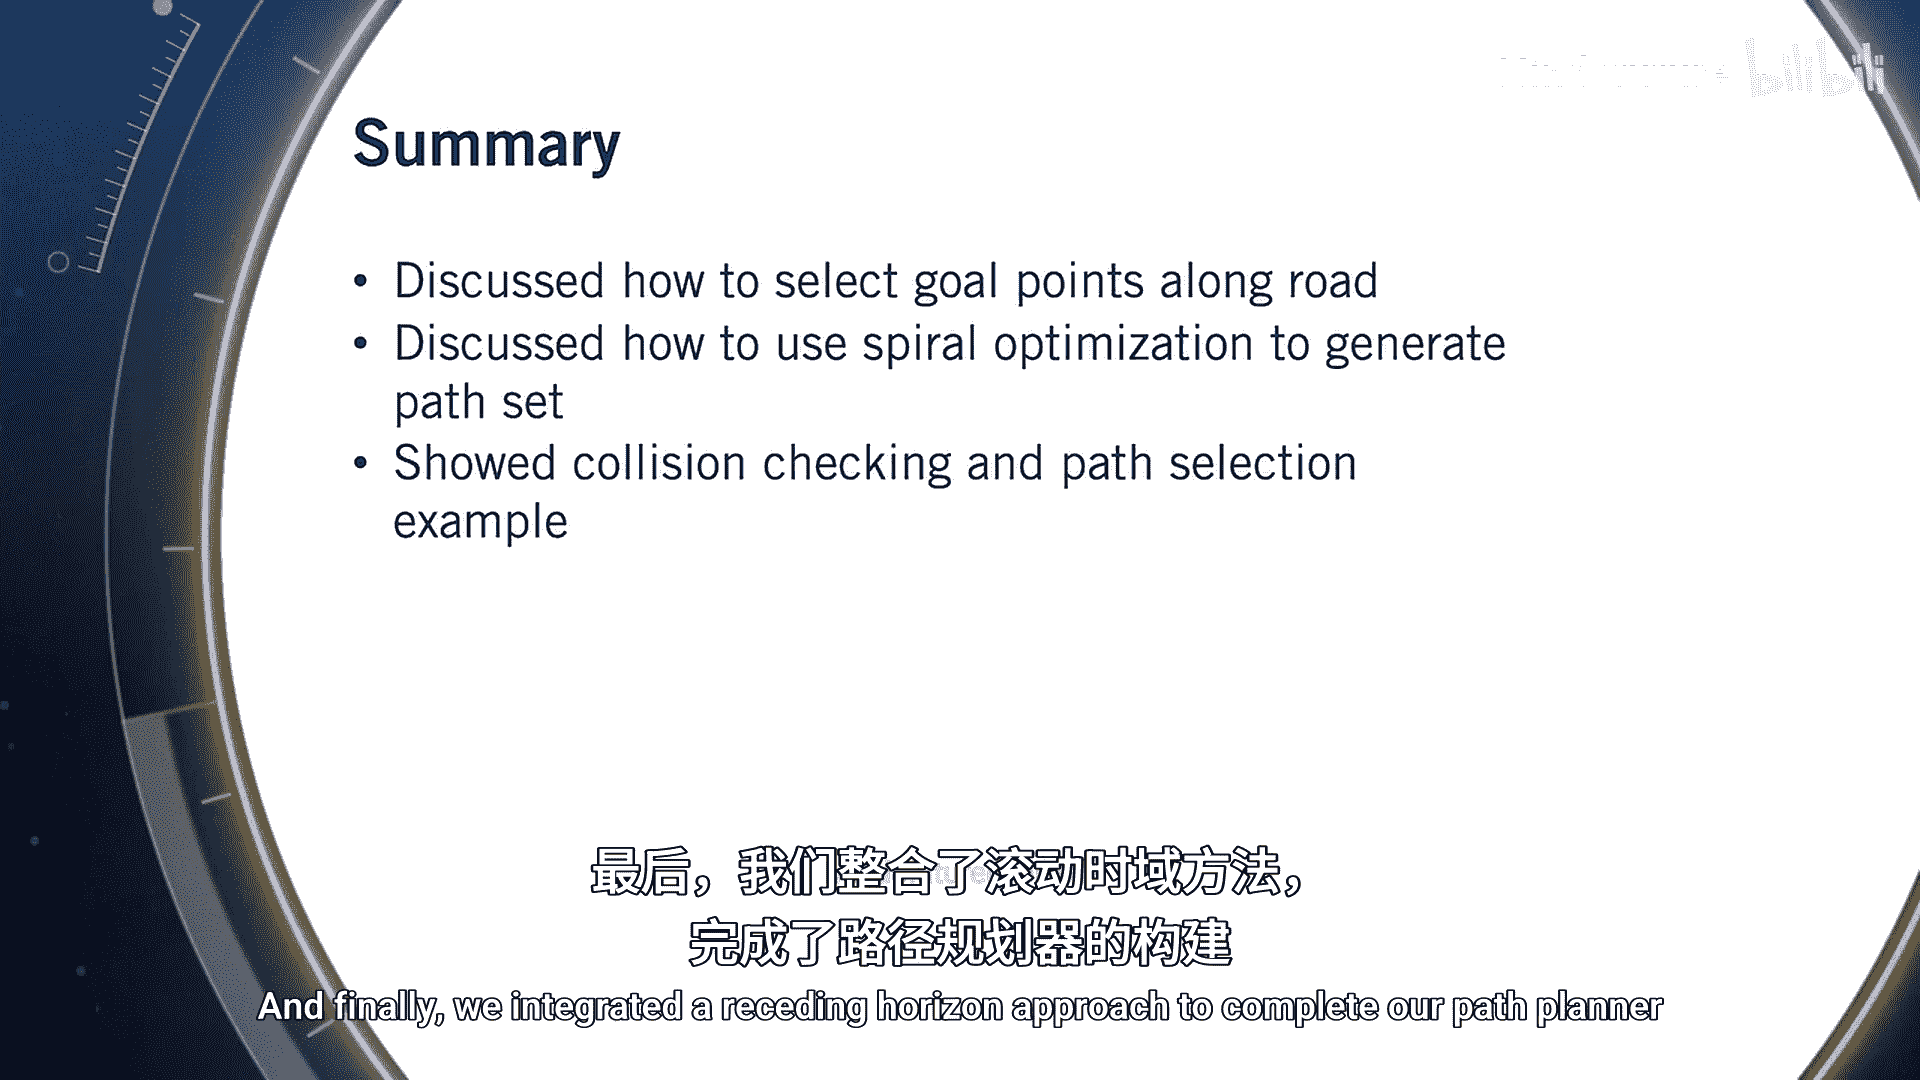 bilibili
Summary
• Discussed how to select goal points along road
• Discussed how to use spiral optimization to generate
path set
• Showed collision checking and path selection
example
最后，我们整合了滚动时域方法，
完成了路径规划器的构建
And finally, we integrated a receding horizon approach to complete our path planner